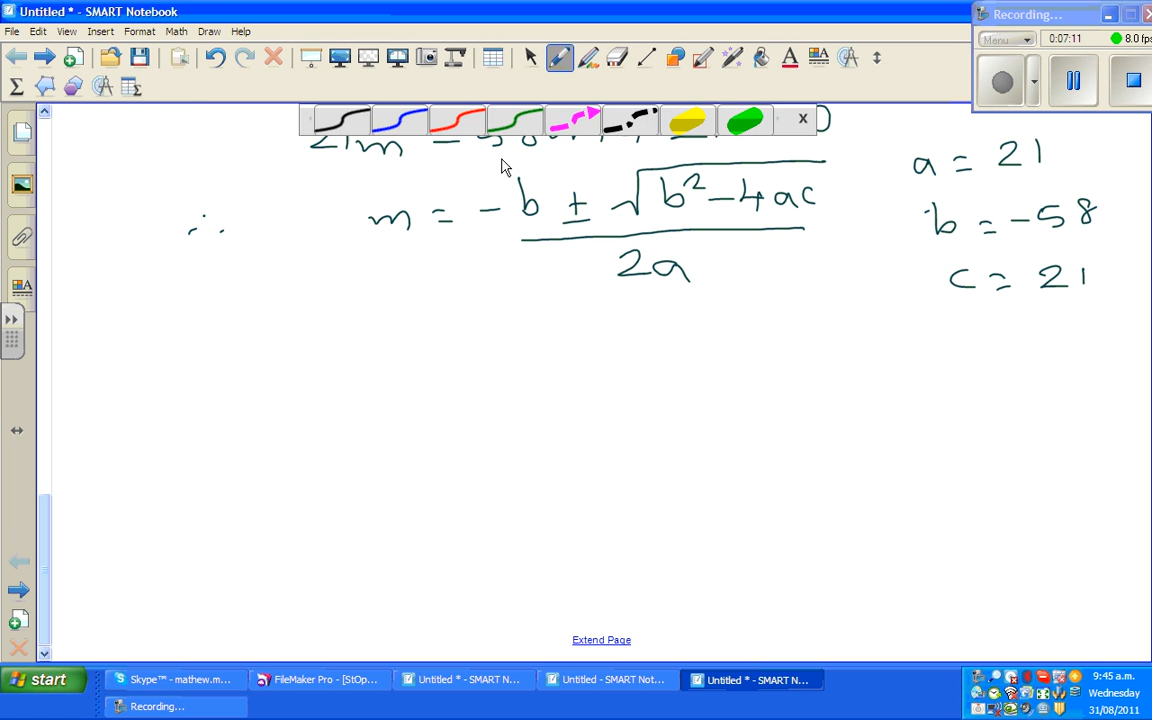 Untitled * - SMART Notebook
Recording...
File Edit View Insert Format Math Draw Help
Menu 0:07:11 8.0 fps
x
m = -b ± √b² - 4ac
2a
∴
a = 21
b = -58
c = 21
Extend Page
start
Skype™ - mathew.m...
FileMaker Pro - [StOp...
Untitled * - SMART N...
Untitled - SMART Not...
Untitled * - SMART N...
Recording...
9:45 a.m.
Wednesday
31/08/2011